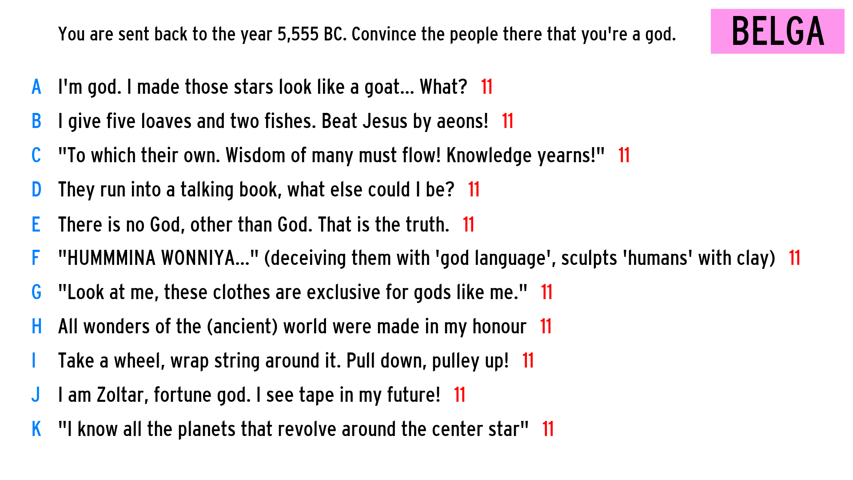 You are sent back to the year 5,555 BC. Convince the people there that you're a god.
BELGA
A I'm god. I made those stars look like a goat... What? 11
B I give five loaves and two fishes. Beat Jesus by aeons! 11
C "To which their own. Wisdom of many must flow! Knowledge yearns!" 11
D They run into a talking book, what else could I be? 11
E There is no God, other than God. That is the truth. 11
F "HUMMMINA WONNIYA..." (deceiving them with 'god language', sculpts 'humans' with clay) 11
G "Look at me, these clothes are exclusive for gods like me." 11
H All wonders of the (ancient) world were made in my honour 11
I Take a wheel, wrap string around it. Pull down, pulley up! 11
J I am Zoltar, fortune god. I see tape in my future! 11
K "I know all the planets that revolve around the center star" 11